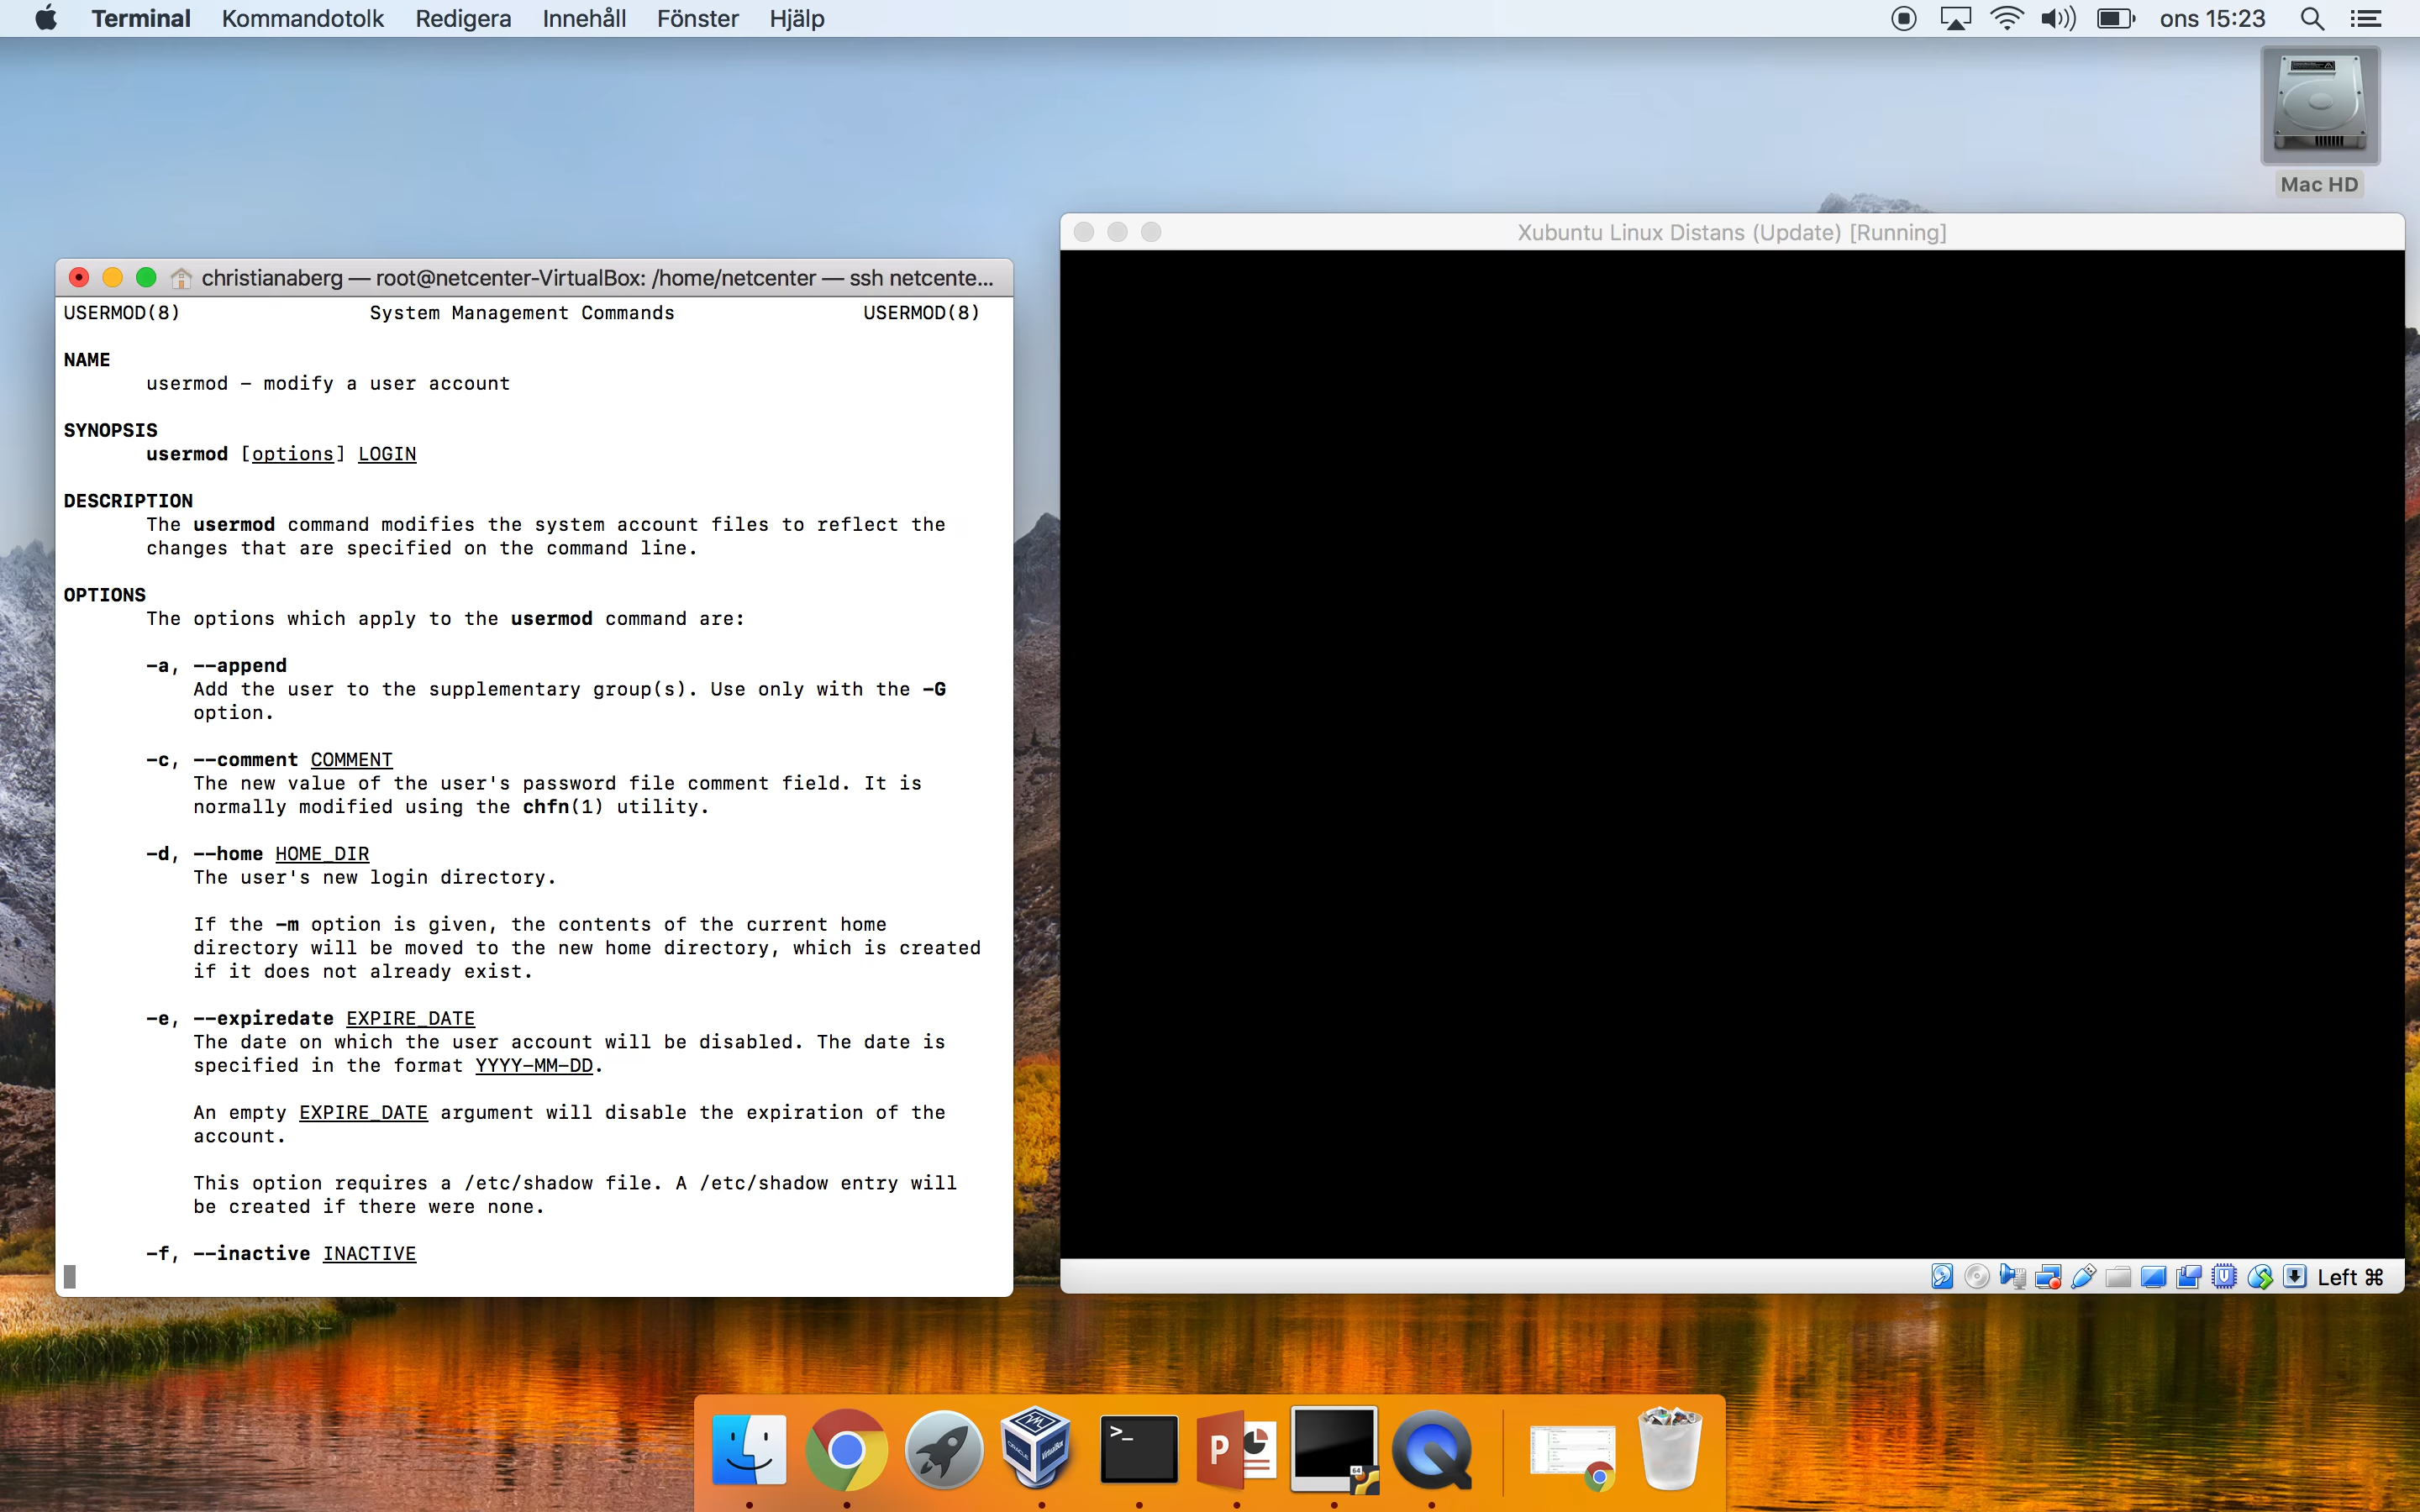 Terminal Kommandotolk Redigera Innehåll Fönster Hjälp ons 15:23
Mac HD
Xubuntu Linux Distans (Update) [Running]
christianaberg — root@netcenter-VirtualBox: /home/netcenter — ssh netcente...
USERMOD(8) System Management Commands USERMOD(8)
NAME
usermod - modify a user account
SYNOPSIS
usermod [options] LOGIN
DESCRIPTION
The usermod command modifies the system account files to reflect the
changes that are specified on the command line.
OPTIONS
The options which apply to the usermod command are:
-a, --append
Add the user to the supplementary group(s). Use only with the -G
option.
-c, --comment COMMENT
The new value of the user's password file comment field. It is
normally modified using the chfn(1) utility.
-d, --home HOME_DIR
The user's new login directory.
If the -m option is given, the contents of the current home
directory will be moved to the new home directory, which is created
if it does not already exist.
-e, --expiredate EXPIRE_DATE
The date on which the user account will be disabled. The date is
specified in the format YYYY-MM-DD.
An empty EXPIRE_DATE argument will disable the expiration of the
account.
This option requires a /etc/shadow file. A /etc/shadow entry will
be created if there were none.
-f, --inactive INACTIVE
Left ⌘
>_
P
64